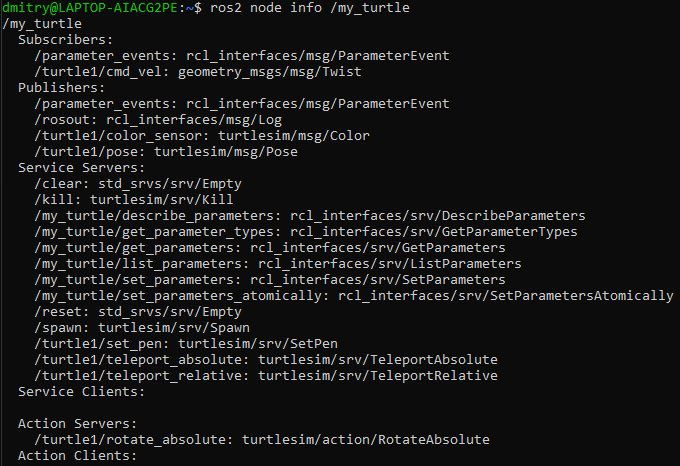 dmitry@LAPTOP-AIACG2PE:~$ ros2 node info /my_turtle
/my_turtle
  Subscribers:
    /parameter_events: rcl_interfaces/msg/ParameterEvent
    /turtle1/cmd_vel: geometry_msgs/msg/Twist
  Publishers:
    /parameter_events: rcl_interfaces/msg/ParameterEvent
    /rosout: rcl_interfaces/msg/Log
    /turtle1/color_sensor: turtlesim/msg/Color
    /turtle1/pose: turtlesim/msg/Pose
  Service Servers:
    /clear: std_srvs/srv/Empty
    /kill: turtlesim/srv/Kill
    /my_turtle/describe_parameters: rcl_interfaces/srv/DescribeParameters
    /my_turtle/get_parameter_types: rcl_interfaces/srv/GetParameterTypes
    /my_turtle/get_parameters: rcl_interfaces/srv/GetParameters
    /my_turtle/list_parameters: rcl_interfaces/srv/ListParameters
    /my_turtle/set_parameters: rcl_interfaces/srv/SetParameters
    /my_turtle/set_parameters_atomically: rcl_interfaces/srv/SetParametersAtomically
    /reset: std_srvs/srv/Empty
    /spawn: turtlesim/srv/Spawn
    /turtle1/set_pen: turtlesim/srv/SetPen
    /turtle1/teleport_absolute: turtlesim/srv/TeleportAbsolute
    /turtle1/teleport_relative: turtlesim/srv/TeleportRelative
  Service Clients:

  Action Servers:
    /turtle1/rotate_absolute: turtlesim/action/RotateAbsolute
  Action Clients: